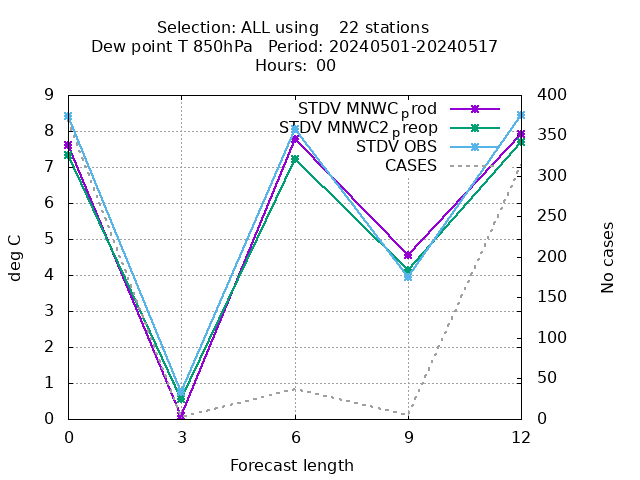 Selection: ALL using    22 stations
Dew point T 850hPa   Period: 20240501-20240517
Hours:  00
9
8
7
6
5
4
3
2
1
0
400
350
300
250
200
150
100
50
0
STDV MNWCprod
STDV MNWC2preop
STDV OBS
CASES
deg C
No cases
0 3 6 9 12
Forecast length